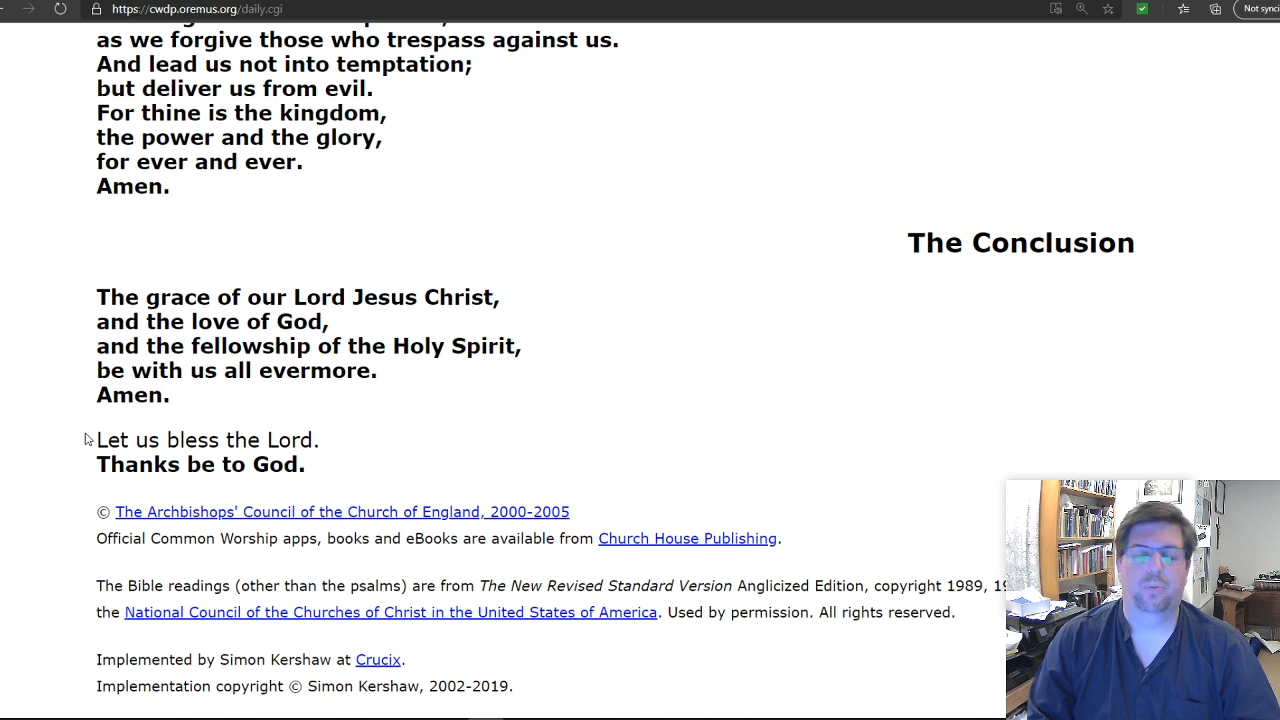 https://cwdp.oremus.org/daily.cgi
Not synci
as we forgive those who trespass against us.
And lead us not into temptation;
but deliver us from evil.
For thine is the kingdom,
the power and the glory,
for ever and ever.
Amen.
The Conclusion
The grace of our Lord Jesus Christ,
and the love of God,
and the fellowship of the Holy Spirit,
be with us all evermore.
Amen.
Let us bless the Lord.
Thanks be to God.
© The Archbishops' Council of the Church of England, 2000-2005
Official Common Worship apps, books and eBooks are available from Church House Publishing.
The Bible readings (other than the psalms) are from The New Revised Standard Version Anglicized Edition, copyright 1989, 19
the National Council of the Churches of Christ in the United States of America. Used by permission. All rights reserved.
Implemented by Simon Kershaw at Crucix.
Implementation copyright © Simon Kershaw, 2002-2019.